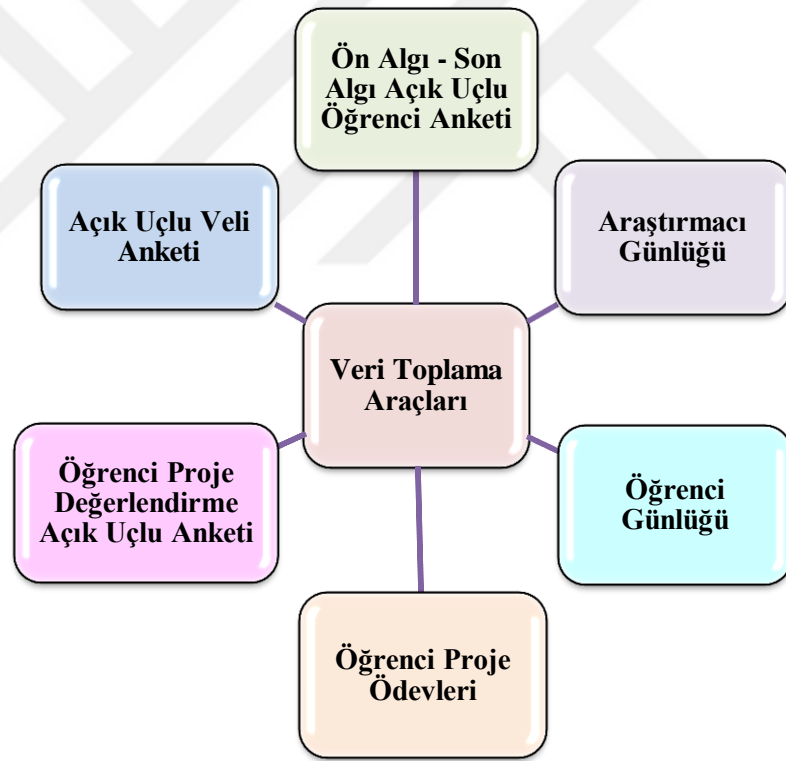 Ön Algı - Son
Algı Açık Uçlu
Öğrenci Anketi
Açık Uçlu Veli
Anketi
Araştırmacı
Günlüğü
Veri Toplama
Araçları
Öğrenci Proje
Değerlendirme
Açık Uçlu Anketi
Öğrenci
Günlüğü
Öğrenci Proje
Ödevleri